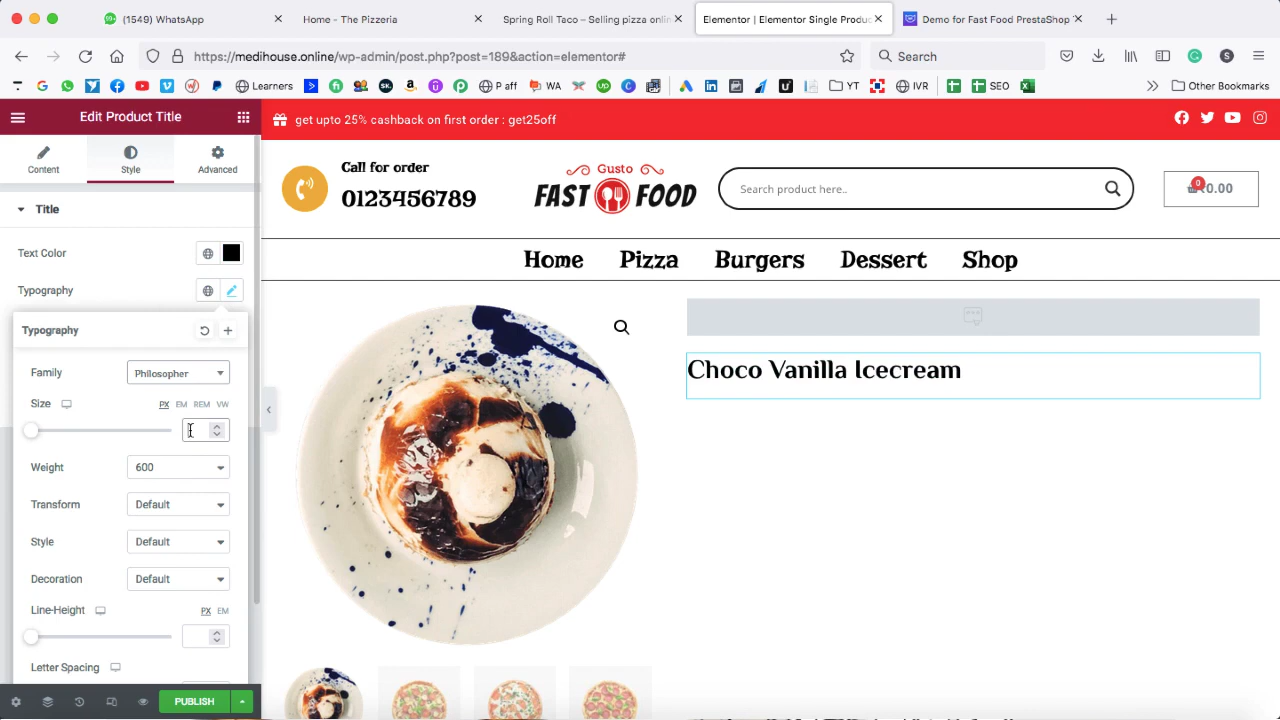 (1549) WhatsApp
Home - The Pizzeria
Spring Roll Taco – Selling pizza onlin
Elementor | Elementor Single Produc
Demo for Fast Food PrestaShop
https://medihouse.online/wp-admin/post.php?post=189&action=elementor#
Search
S
Learners
P aff
WA
YT
IVR
SEO
Other Bookmarks
Edit Product Title
Content
Style
Advanced
Title
Text Color
Typography
Typography
Family
Philosopher
Size
PX EM REM VW
Weight
600
Transform
Default
Style
Default
Decoration
Default
Line-Height
PX EM
Letter Spacing
PUBLISH
get upto 25% cashback on first order : get25off
Call for order
0123456789
Gusto
FAST FOOD
Search product here..
0
0.00
Home
Pizza
Burgers
Dessert
Shop
Choco Vanilla Icecream